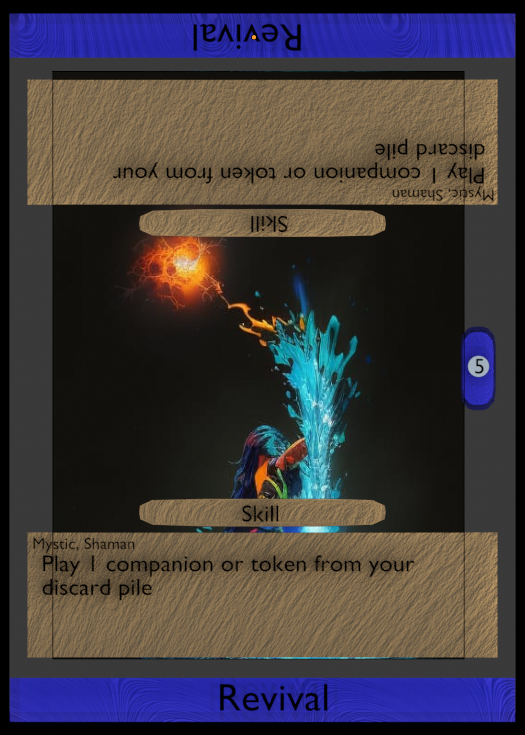 Revival
Mystic, Shaman
Play 1 companion or token from your
discard pile
Skill
5
Skill
Mystic, Shaman
Play 1 companion or token from your
discard pile
Revival